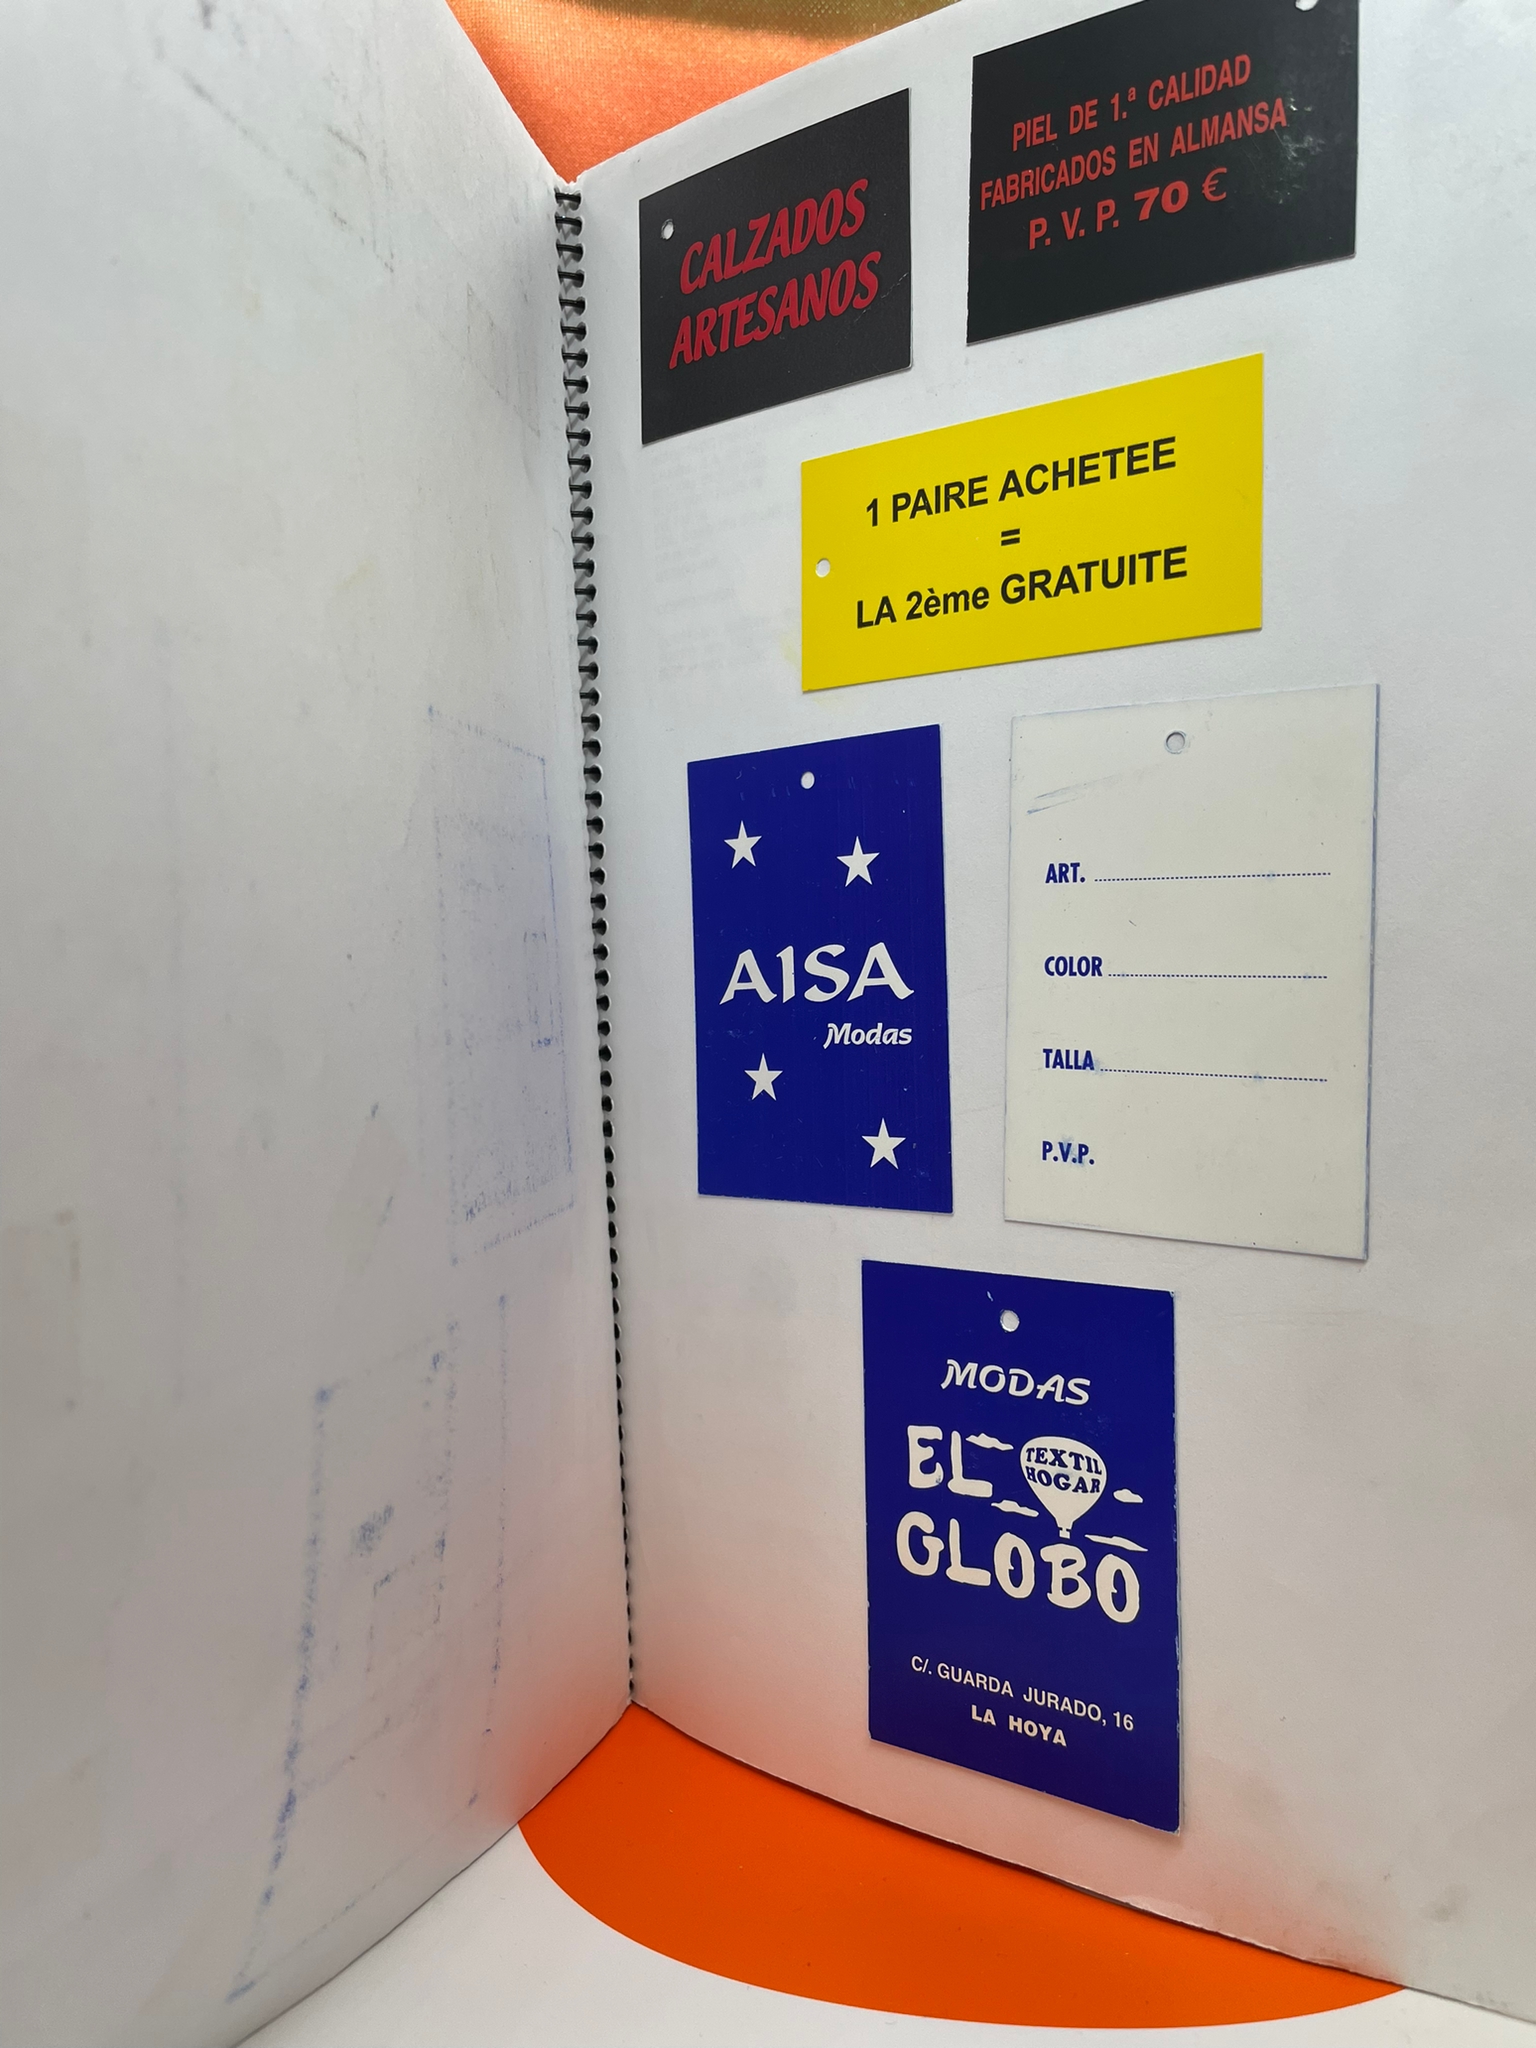 CALZADOS
ARTESANOS
PIEL DE 1.ª CALIDAD
FABRICADOS EN ALMANSA
P. V. P. 70 €
1 PAIRE ACHETEE
=
LA 2ème GRATUITE
AISA
Modas
ART.
COLOR
TALLA
P.V.P.
MODAS
EL
TEXTIL
HOGAR
GLOBO
C/. GUARDA JURADO, 16
LA HOYA